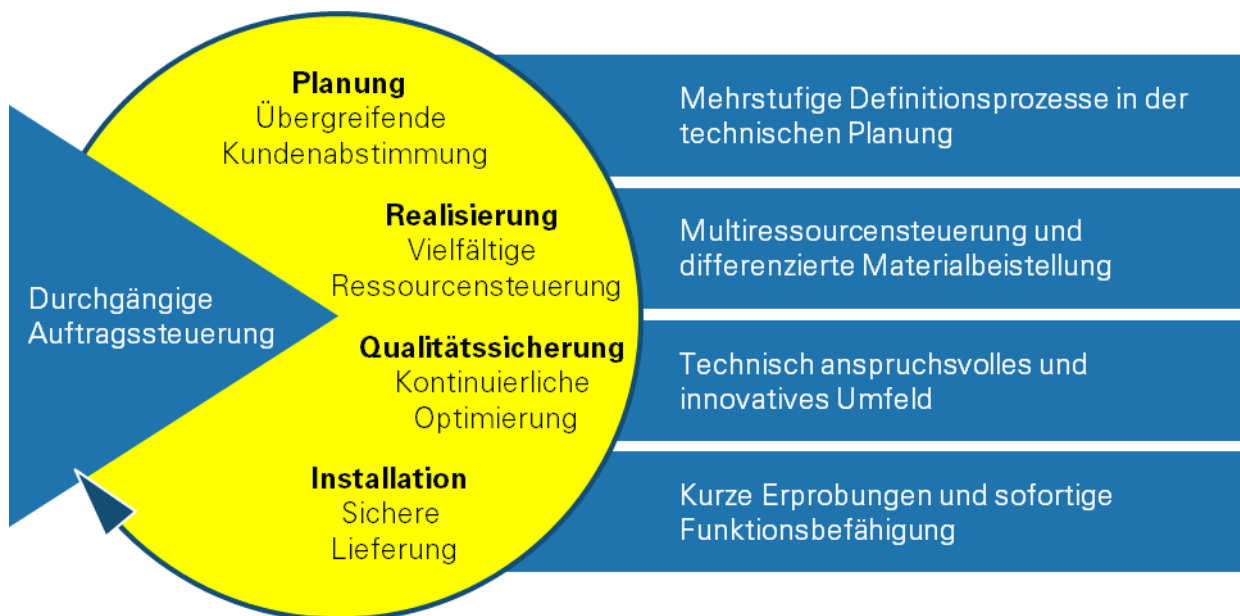 Durchgängige
Auftragssteuerung
Planung
Übergreifende
Kundenabstimmung
Realisierung
Vielfältige
Ressourcensteuerung
Qualitätssicherung
Kontinuierliche
Optimierung
Installation
Sichere
Lieferung
Mehrstufige Definitionsprozesse in der
technischen Planung
Multiressourcensteuerung und
differenzierte Materialbeistellung
Technisch anspruchsvolles und
innovatives Umfeld
Kurze Erprobungen und sofortige
Funktionsbefähigung